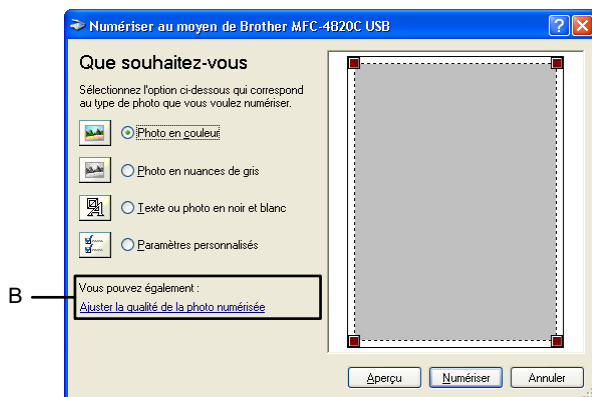 Numériser au moyen de Brother MFC-4820C USB
Que souhaitez-vous
Sélectionnez l'option ci-dessous qui correspond
au type de photo que vous voulez numériser.
Photo en couleur
Photo en nuances de gris
Texte ou photo en noir et blanc
Paramètres personnalisés
B
Vous pouvez également :
Ajuster la qualité de la photo numérisée
Aperçu
Numériser
Annuler